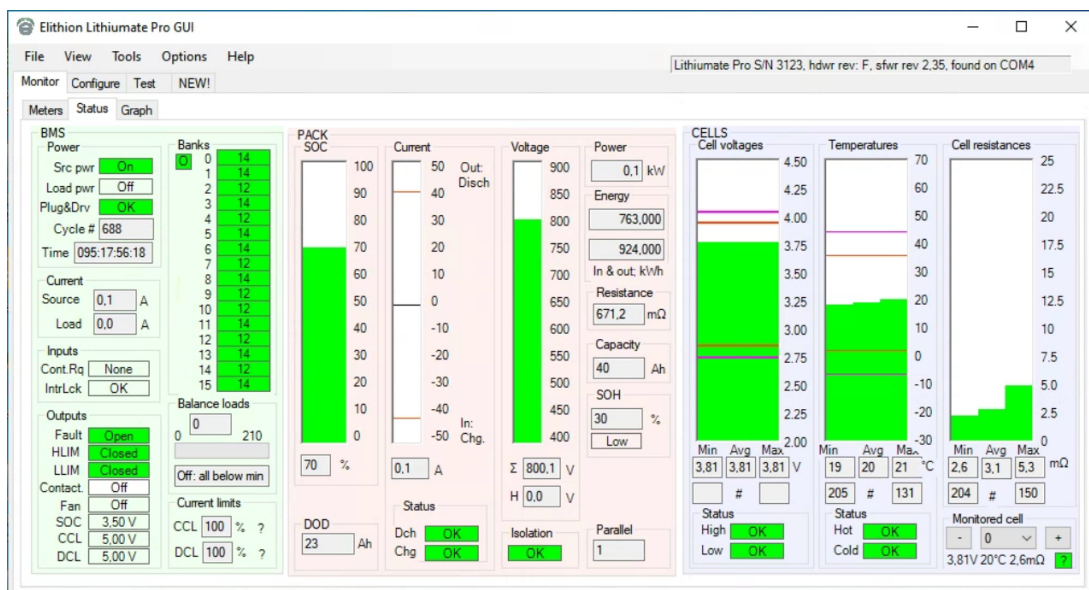 Elithion Lithiumate Pro GUI
File View Tools Options Help
Lithiumate Pro S/N 3123, hdwr rev: F, sfwr rev 2,35, found on COM4
Monitor Configure Test NEW!
Meters Status Graph
BMS
Power
Src pwr On
Load pwr Off
Plug&Drv OK
Cycle # 688
Time 095:17:56:18
Current
Source 0,1 A
Load 0,0 A
Inputs
Cont.Rq None
IntrLck OK
Outputs
Fault Open
HLIM Closed
LLIM Closed
Contact. Off
Fan Off
SOC 3,50 V
CCL 5,00 V
DCL 5,00 V
Banks
O 0 14
1 14
2 12
3 14
4 12
5 14
6 14
7 12
8 14
9 12
10 12
11 14
12 12
13 14
14 12
15 14
Balance loads
0
0 210
Off: all below min
Current limits
CCL 100 % ?
DCL 100 % ?
PACK
SOC
100
90
80
70
60
50
40
30
20
10
0
70 %
DOD
23 Ah
Current
50 Out:
Disch
40
30
20
10
0
-10
-20
-30
-40
In:
-50 Chg.
0,1 A
Status
Dch OK
Chg OK
Voltage
900
850
800
750
700
650
600
550
500
450
400
Σ 800,1 V
H 0,0 V
Isolation
OK
Power
0,1 kW
Energy
763,000
924,000
In & out; kWh
Resistance
671,2 mΩ
Capacity
40 Ah
SOH
30 %
Low
Parallel
1
CELLS
Cell voltages
4.50
4.25
4.00
3.75
3.50
3.25
3.00
2.75
2.50
2.25
2.00
Min Avg Max
3,81 3,81 3,81 V
#
Status
High OK
Low OK
Temperatures
70
60
50
40
30
20
10
0
-10
-20
-30
Min Avg Max
19 20 21 °C
205 # 131
Status
Hot OK
Cold OK
Cell resistances
25
22.5
20
17.5
15
12.5
10
7.5
5.0
2.5
0
Min Avg Max
2,6 3,1 5,3 mΩ
204 # 150
Monitored cell
- 0 +
3,81V 20°C 2,6mΩ ?